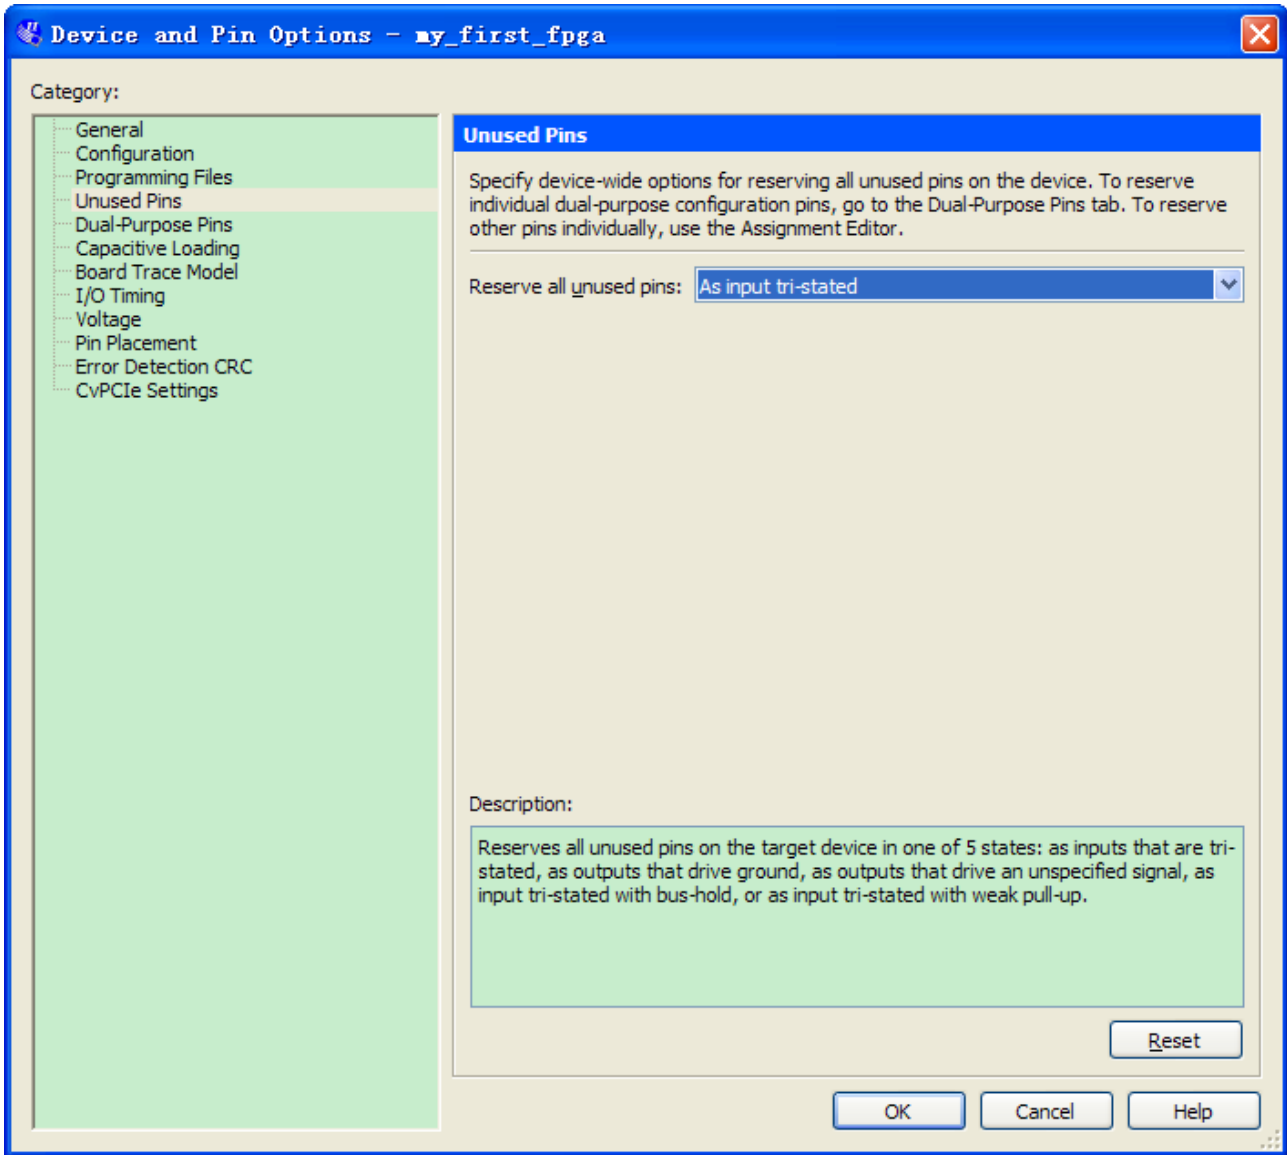 Device and Pin Options - my_first_fpga
Category:
General
Configuration
Programming Files
Unused Pins
Dual-Purpose Pins
Capacitive Loading
Board Trace Model
I/O Timing
Voltage
Pin Placement
Error Detection CRC
CvPCIe Settings
Unused Pins
Specify device-wide options for reserving all unused pins on the device. To reserve
individual dual-purpose configuration pins, go to the Dual-Purpose Pins tab. To reserve
other pins individually, use the Assignment Editor.
Reserve all unused pins: As input tri-stated
Description:
Reserves all unused pins on the target device in one of 5 states: as inputs that are tri-
stated, as outputs that drive ground, as outputs that drive an unspecified signal, as
input tri-stated with bus-hold, or as input tri-stated with weak pull-up.
Reset
OK Cancel Help